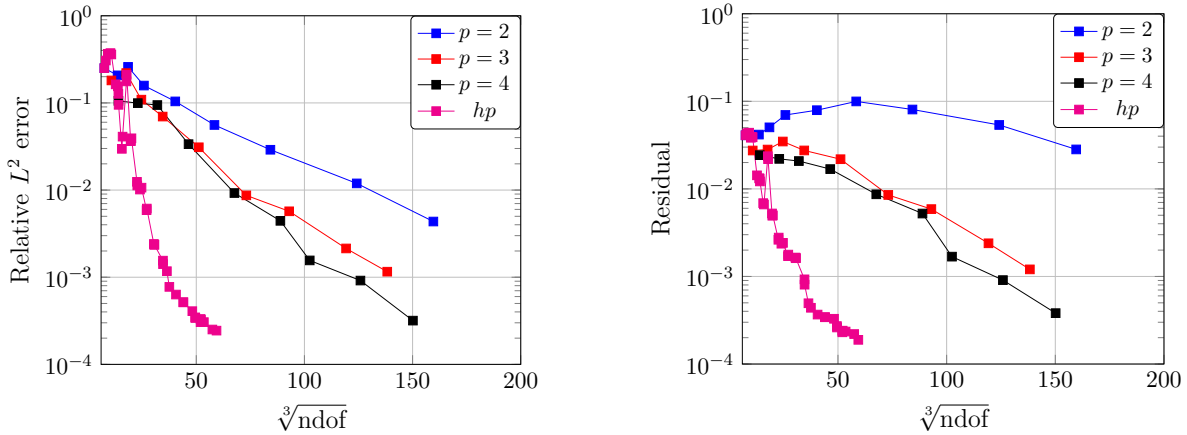 10^0
10^{-1}
10^{-2}
10^{-3}
10^{-4}
50
100
150
200
∛ndof
Relative L^2 error
p = 2
p = 3
p = 4
hp
10^0
10^{-1}
10^{-2}
10^{-3}
10^{-4}
50
100
150
200
∛ndof
Residual
p = 2
p = 3
p = 4
hp